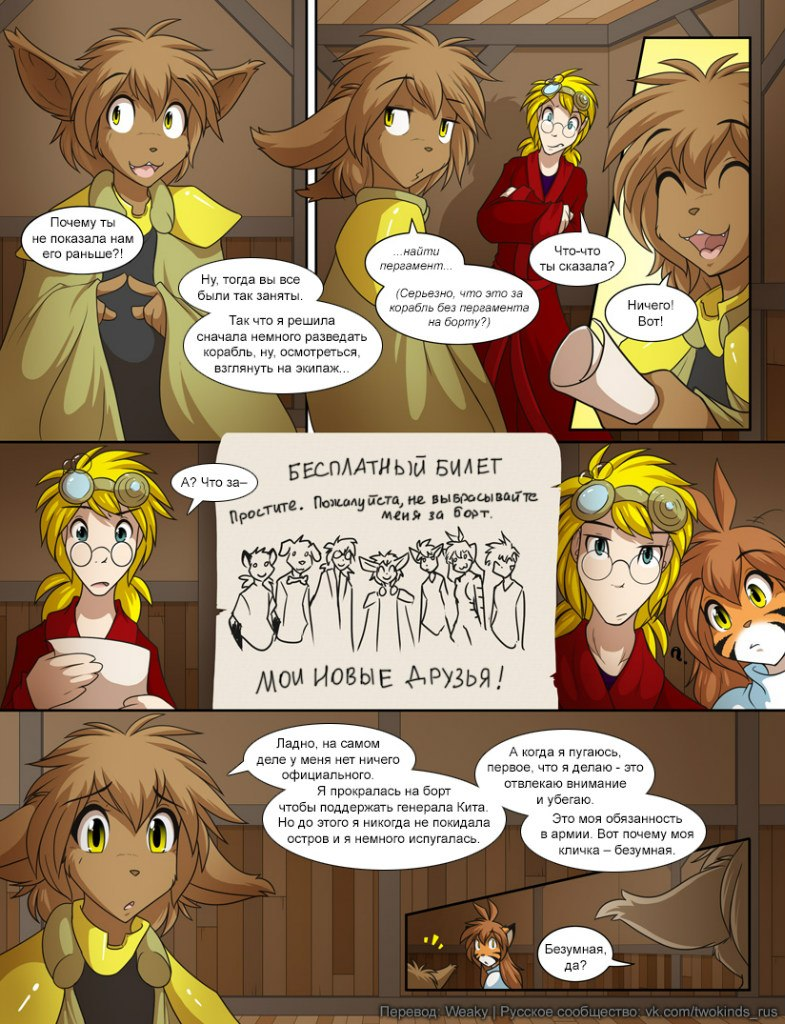 Почему ты
не показала нам
его раньше?!
Ну, тогда вы все
были так заняты.
Так что я решила
сначала немного разведать
корабль, ну, осмотреться,
взглянуть на экипаж...
...найти
пергамент...
(Серьезно, что это за
корабль без пергамента
на борту?)
Что-что
ты сказала?
Ничего!
Вот!
А? Что за–
БЕСПЛАТНЫЙ БИЛЕТ
Простите. Пожалуйста, не выбрасывайте
меня за борт.
МОИ НОВЫЕ ДРУЗЬЯ!
?
Ладно, на самом
деле у меня нет ничего
официального.
Я прокралась на борт
чтобы поддержать генерала Кита.
Но до этого я никогда не покидала
остров и я немного испугалась.
А когда я пугаюсь,
первое, что я делаю - это
отвлекаю внимание
и убегаю.
Это моя обязанность
в армии. Вот почему моя
кличка – безумная.
Безумная,
да?
Перевод: Weaky | Русское сообщество: vk.com/twokinds_rus